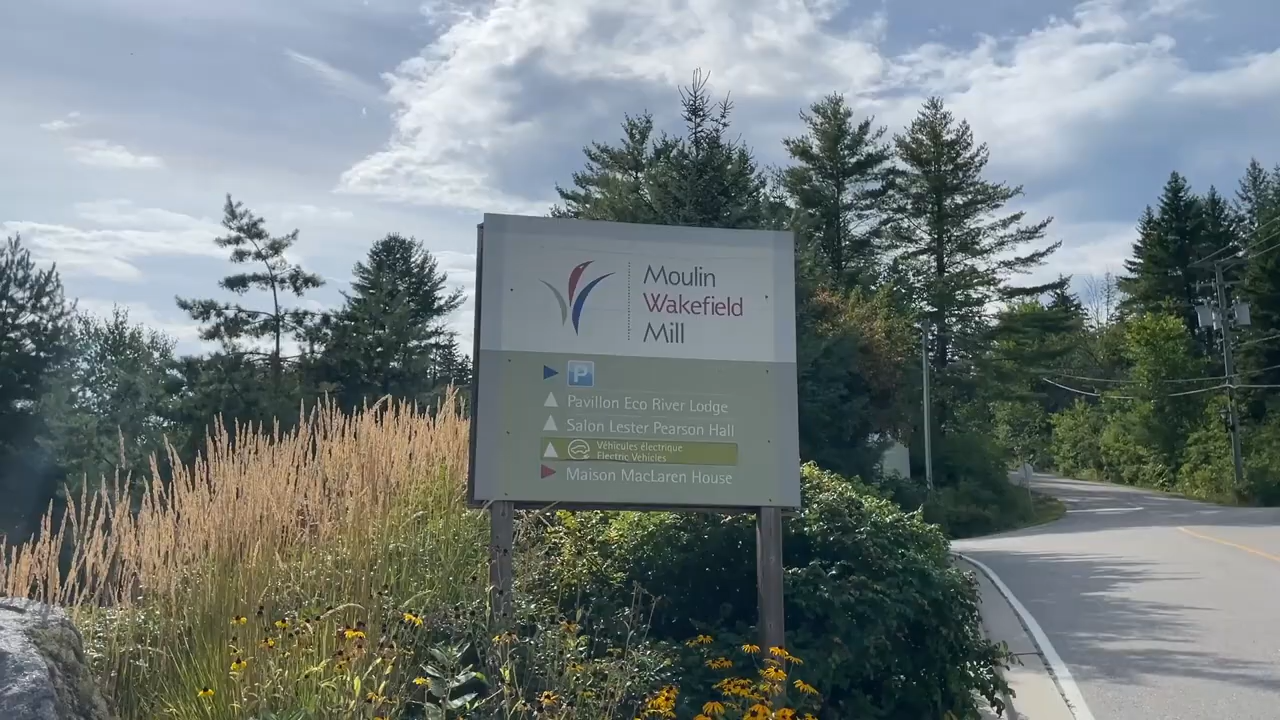 Moulin
Wakefield
Mill
P
Pavillon Eco River Lodge
Salon Lester Pearson Hall
Véhicules électrique
Electric Vehicles
Maison MacLaren House